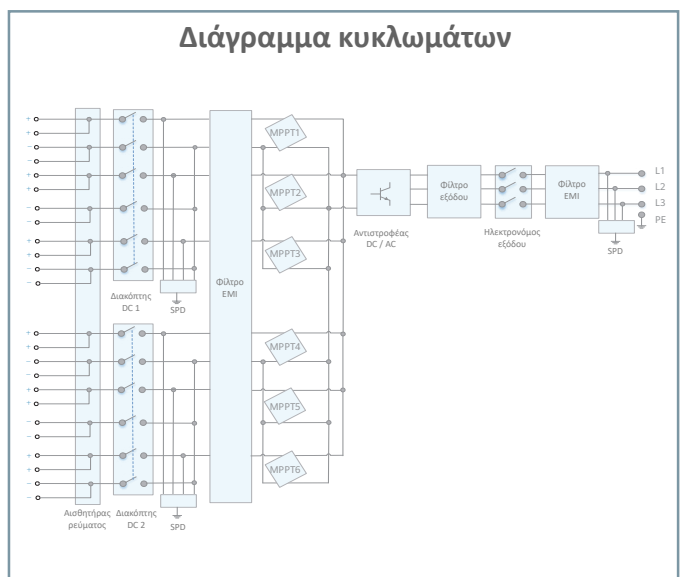 Διάγραμμα κυκλωμάτων
+
+
−
−
+
+
−
−
+
+
−
−
MPPT1
MPPT2
MPPT3
Φίλτρο
EMI
Διακόπτης
DC 1
SPD
Αντιστροφέας
DC / AC
Φίλτρο
εξόδου
Ηλεκτρονόμος
εξόδου
Φίλτρο
EMI
L1
L2
L3
PE
SPD
+
+
−
−
+
+
−
−
+
+
−
−
MPPT4
MPPT5
MPPT6
Αισθητήρας
ρεύματος
Διακόπτης
DC 2
SPD